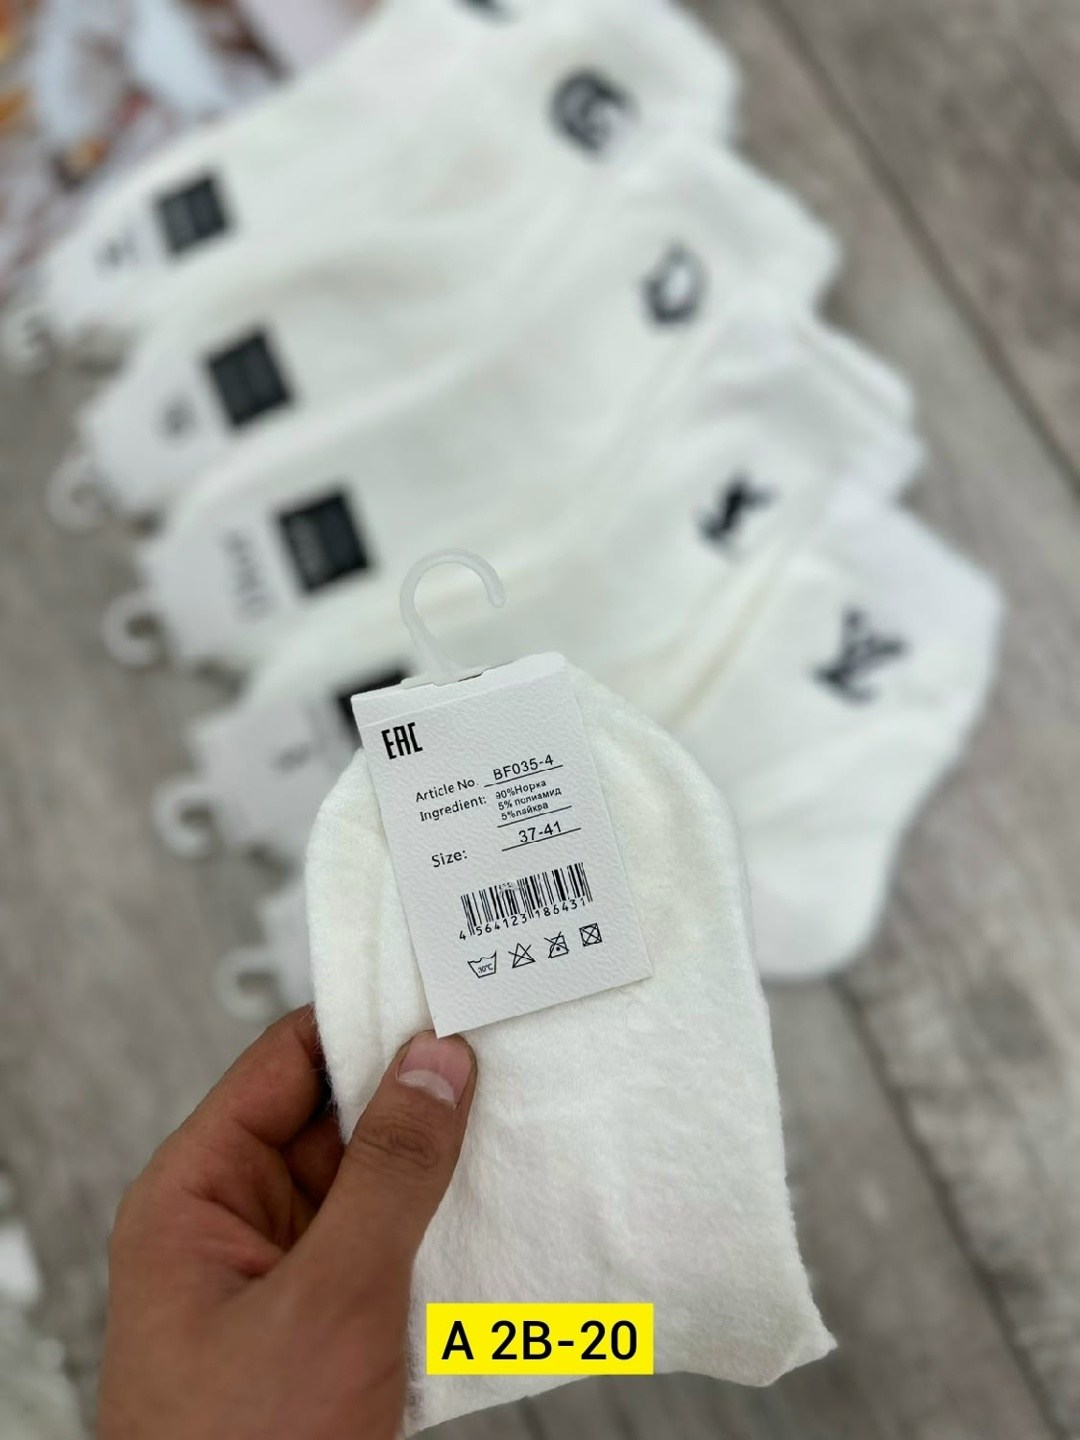 EAC
Article No. BF035-4
Ingredient: 90%Норка
5% полиамид
5%лайкра
Size: 37-41
4 564123 186431
30°C
A 2B-20